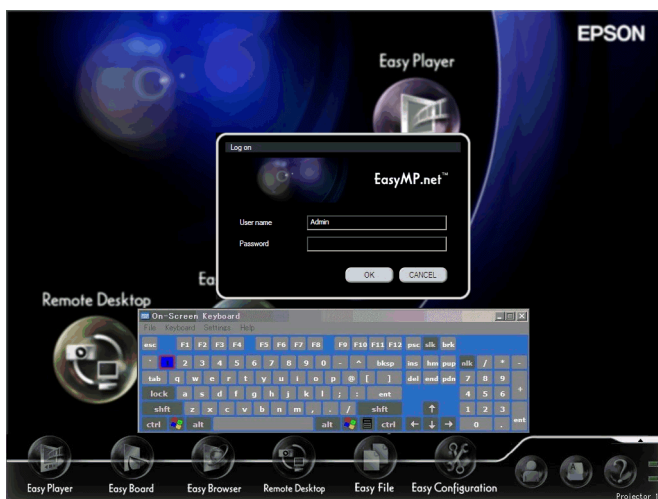 EPSON
Easy Player
Log on
EasyMP.net™
User name
Admin
Password
OK
CANCEL
Ea
Remote Desktop
On-Screen Keyboard
File Keyboard Settings Help
esc F1 F2 F3 F4 F5 F6 F7 F8 F9 F10 F11 F12 psc slk brk
` 1 2 3 4 5 6 7 8 9 0 - ^ bksp ins hm pup nlk / * -
tab q w e r t y u i o p @ [ ] del end pdn 7 8 9 +
lock a s d f g h j k l ; : ent 4 5 6
shft z x c v b n m , . / shft ↑ 1 2 3
ctrl alt alt ctrl ← ↓ → 0 . ent
A ?
Easy Player Easy Board Easy Browser Remote Desktop Easy File Easy Configuration
Projector